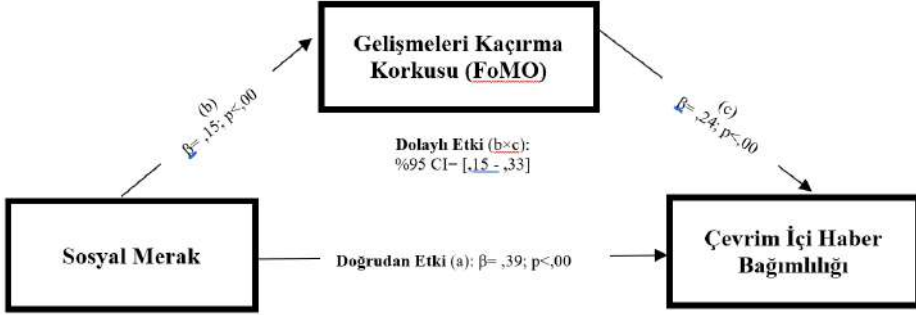 Gelişmeleri Kaçırma
Korkusu (FoMO)
(b)
β= ,15; p<,00
(c)
β= ,24; p<,00
Dolaylı Etki (b×c):
%95 CI= [,15 - ,33]
Sosyal Merak
Doğrudan Etki (a): β= ,39; p<,00
Çevrim İçi Haber
Bağımlılığı